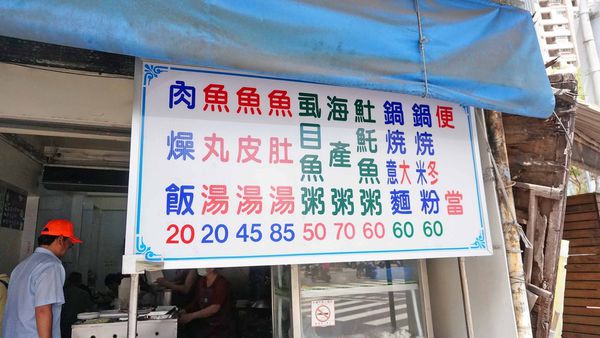 肉燥飯 20
魚丸湯 20
魚皮湯 45
魚肚湯 85
虱目魚粥 50
海產粥 70
魠魚粥 60
鍋燒意大麵 60
鍋燒米冬粉 60
便當